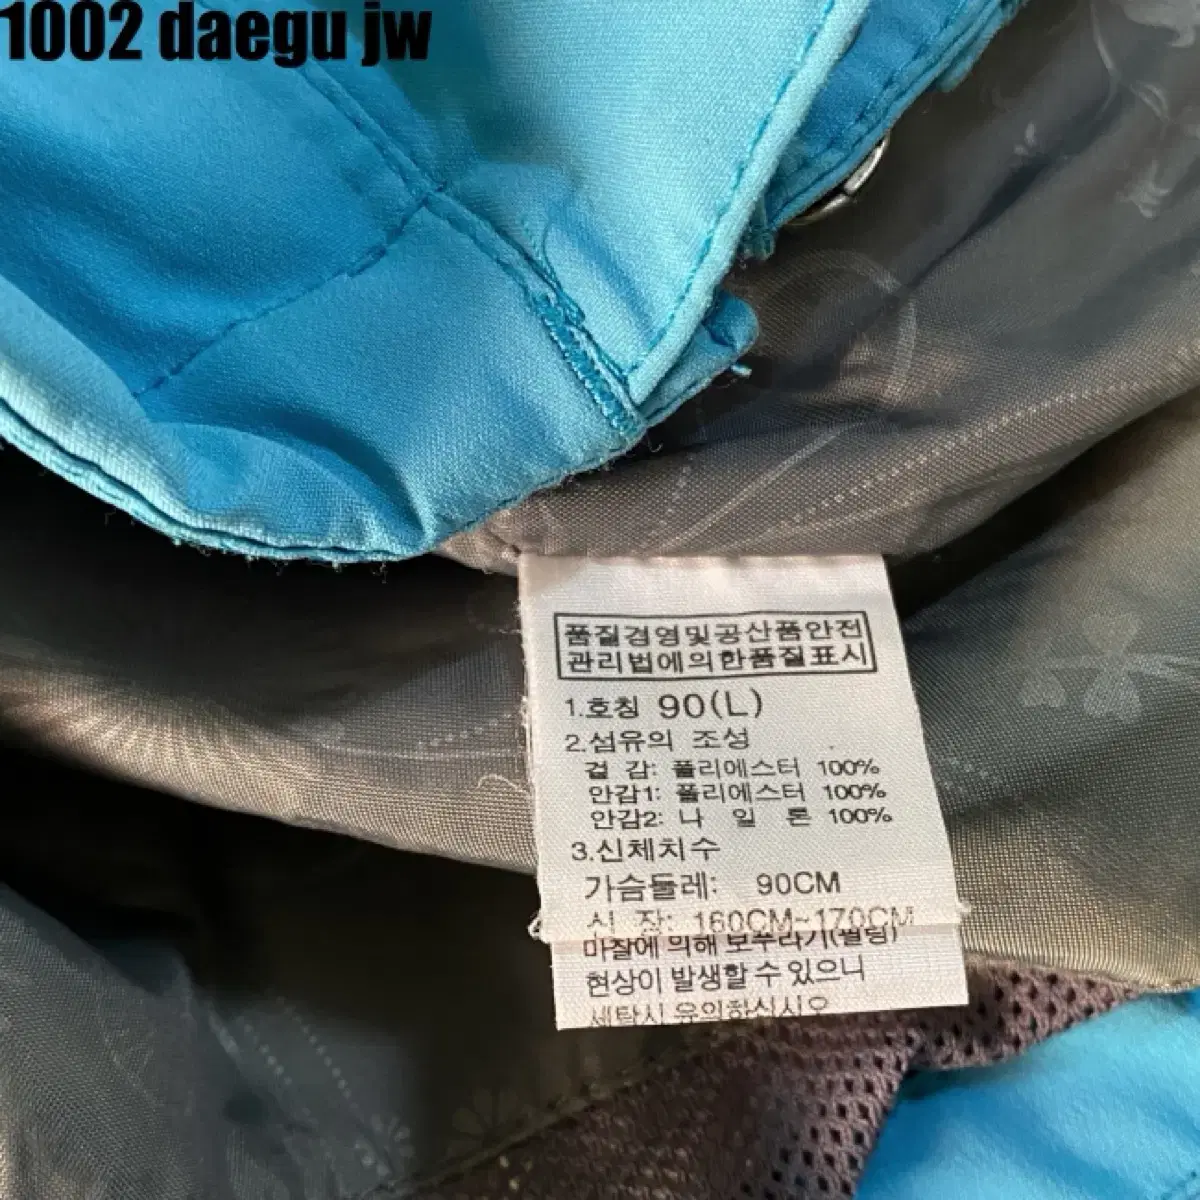 1002 daegu jw
품질경영및공산품안전
관리법에의한품질표시
1.호칭 90(L)
2.섬유의 조성
겉 감: 폴리에스터 100%
안감1: 폴리에스터 100%
안감2: 나 일 론 100%
3.신체치수
가슴둘레: 90CM
신 장: 160CM~170CM
마찰에 의해 보푸라기(필링)
현상이 발생할 수 있으니
세탁시 유의하십시오